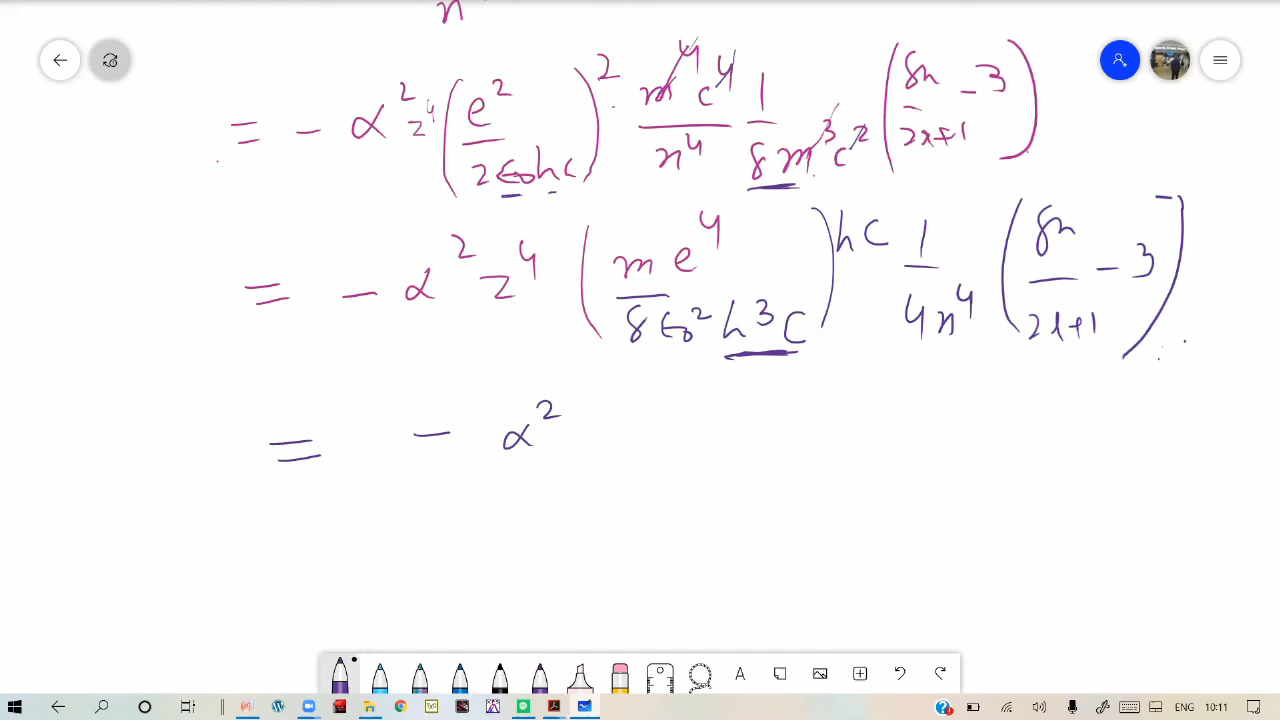 n
= - α² z⁴ (e²/2ε₀hc)² m⁴c⁴/n⁴ 1/8m³c² (8n/2l+1 - 3)
= - α² z⁴ (me⁴/8ε₀²h³c) hc 1/4n⁴ (8n/2l+1 - 3)
= - α²
A
ENG 10:11